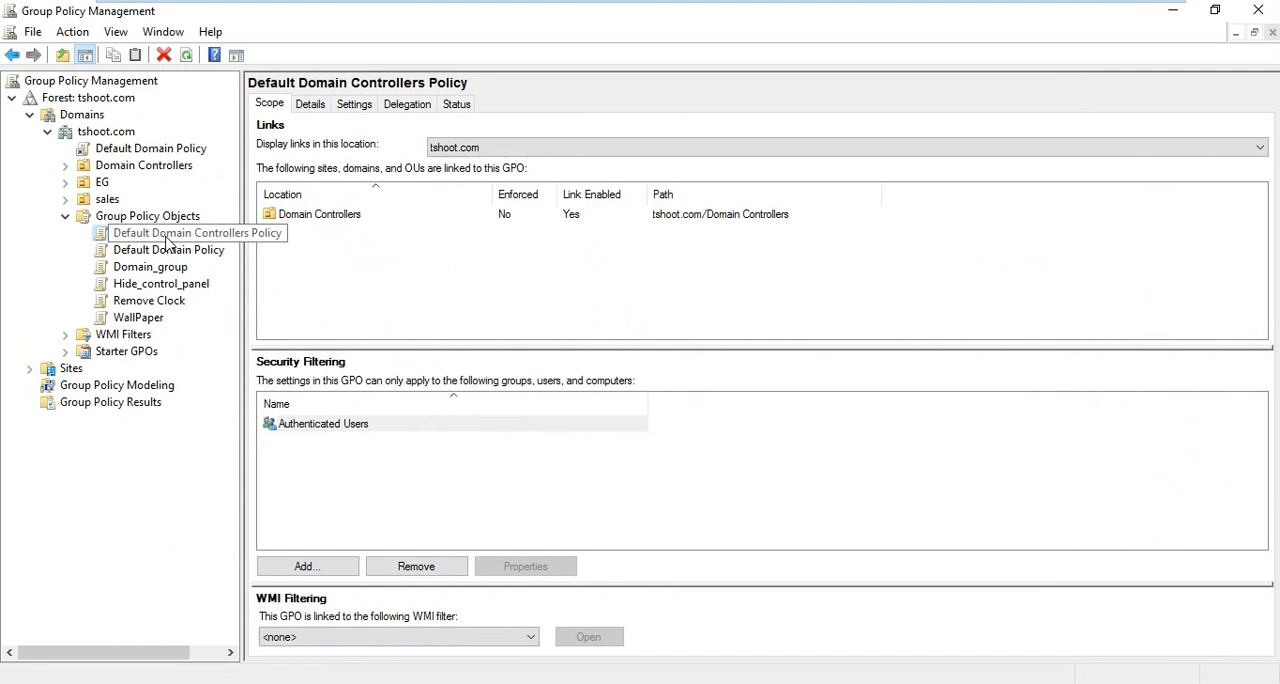 Group Policy Management
File Action View Window Help
Group Policy Management
Forest: tshoot.com
Domains
tshoot.com
Default Domain Policy
Domain Controllers
EG
sales
Group Policy Objects
Default Domain Controllers Policy
Default Domain Policy
Domain_group
Hide_control_panel
Remove Clock
WallPaper
WMI Filters
Starter GPOs
Sites
Group Policy Modeling
Group Policy Results
Default Domain Controllers Policy
Scope Details Settings Delegation Status
Links
Display links in this location: tshoot.com
The following sites, domains, and OUs are linked to this GPO:
Location Enforced Link Enabled Path
Domain Controllers No Yes tshoot.com/Domain Controllers
Security Filtering
The settings in this GPO can only apply to the following groups, users, and computers:
Name
Authenticated Users
Add... Remove Properties
WMI Filtering
This GPO is linked to the following WMI filter:
<none> Open